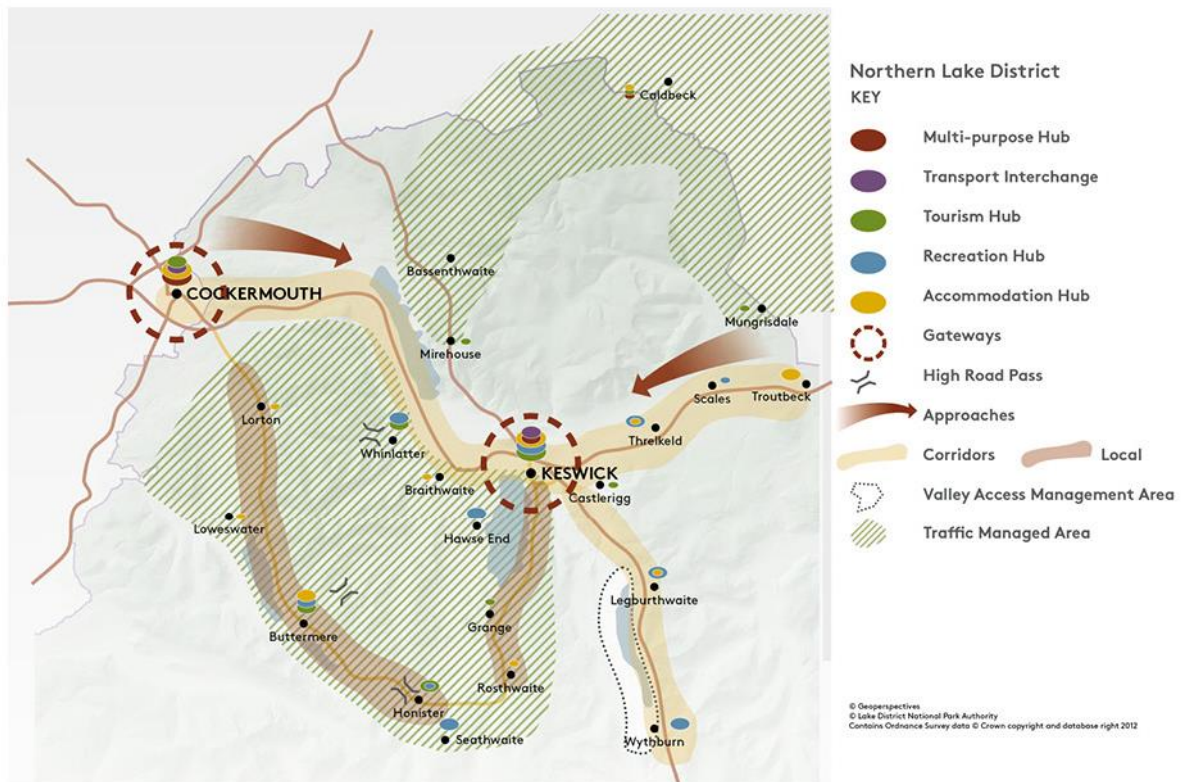 Caldbeck
Bassenthwaite
COCKERMOUTH
Mungrisdale
Mirehouse
Scales
Troutbeck
Lorton
Threlkeld
Whinlatter
KESWICK
Braithwaite
Castlerigg
Loweswater
Hawse End
Legburthwaite
Grange
Buttermere
Rosthwaite
Honister
Seathwaite
Wythburn
Northern Lake District
KEY
Multi-purpose Hub
Transport Interchange
Tourism Hub
Recreation Hub
Accommodation Hub
Gateways
High Road Pass
Approaches
Corridors
Local
Valley Access Management Area
Traffic Managed Area
© Geoperspectives
© Lake District National Park Authority
Contains Ordnance Survey data © Crown copyright and database right 2012